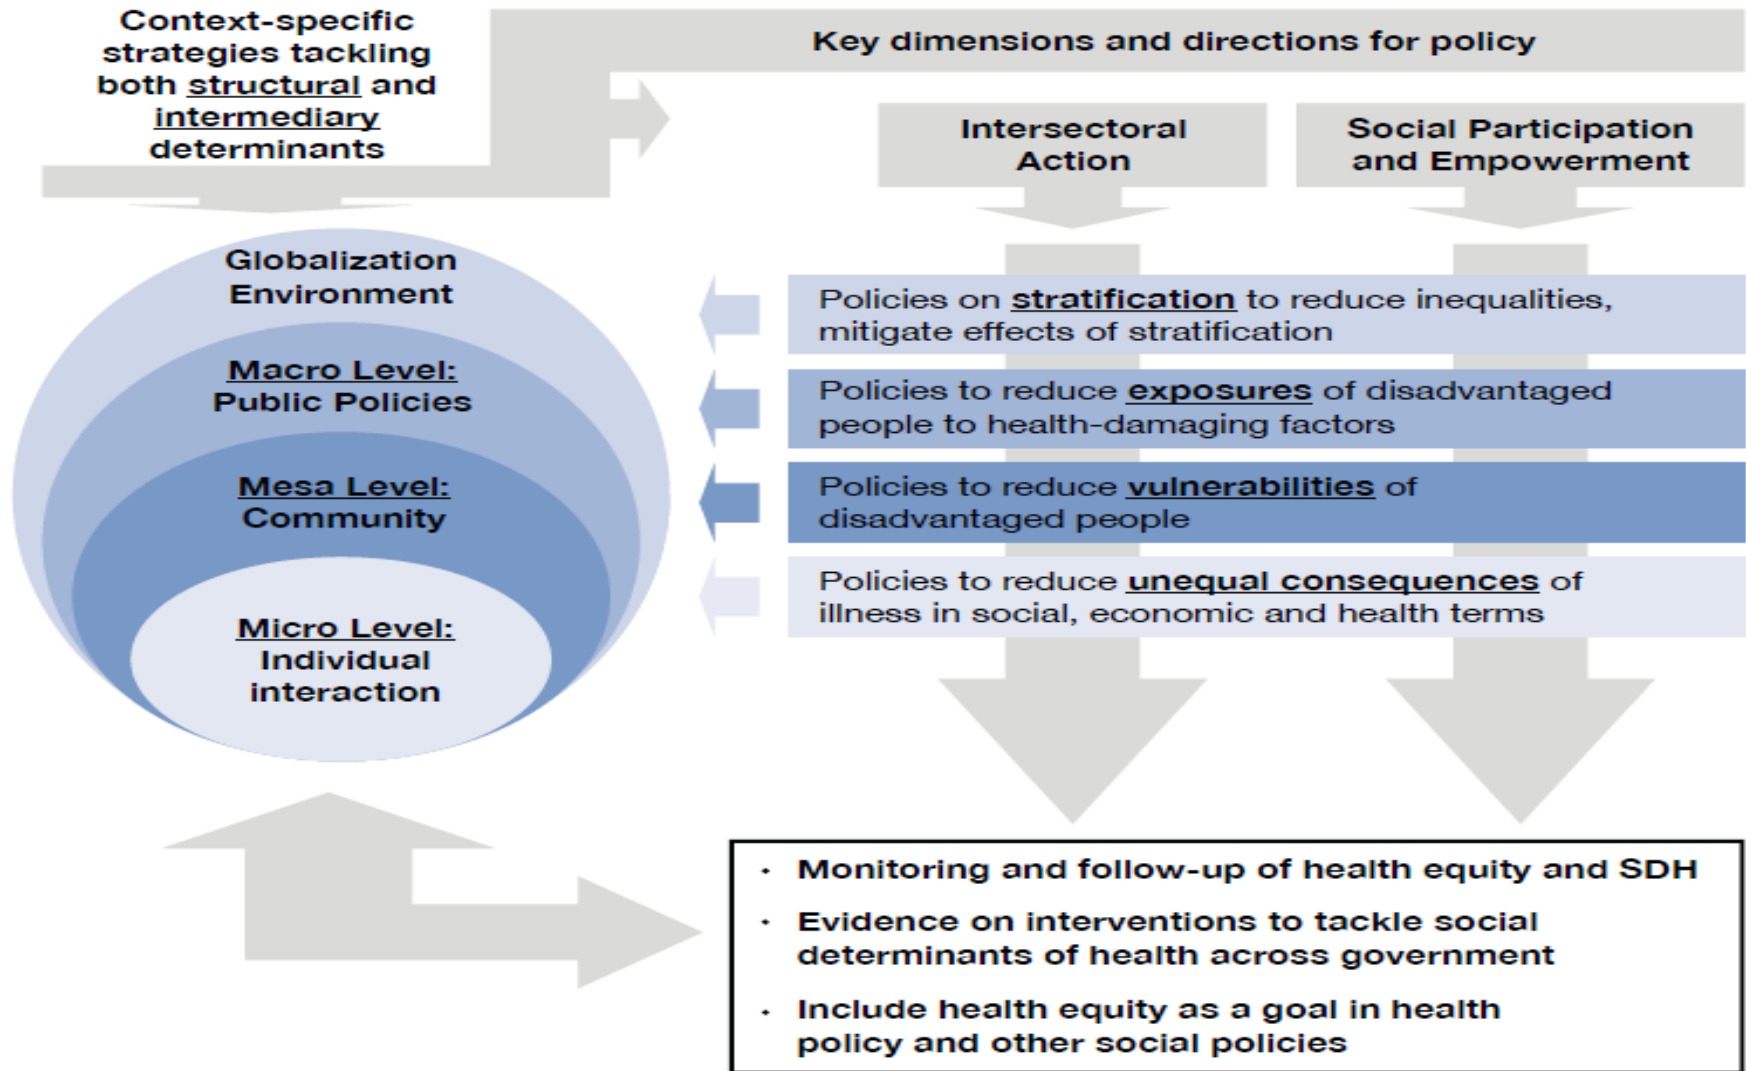 Context-specific
strategies tackling
both structural and
intermediary
determinants
Key dimensions and directions for policy
Intersectoral
Action
Social Participation
and Empowerment
Globalization
Environment
Macro Level:
Public Policies
Mesa Level:
Community
Micro Level:
Individual
interaction
Policies on stratification to reduce inequalities,
mitigate effects of stratification
Policies to reduce exposures of disadvantaged
people to health-damaging factors
Policies to reduce vulnerabilities of
disadvantaged people
Policies to reduce unequal consequences of
illness in social, economic and health terms
· Monitoring and follow-up of health equity and SDH
· Evidence on interventions to tackle social
determinants of health across government
· Include health equity as a goal in health
policy and other social policies